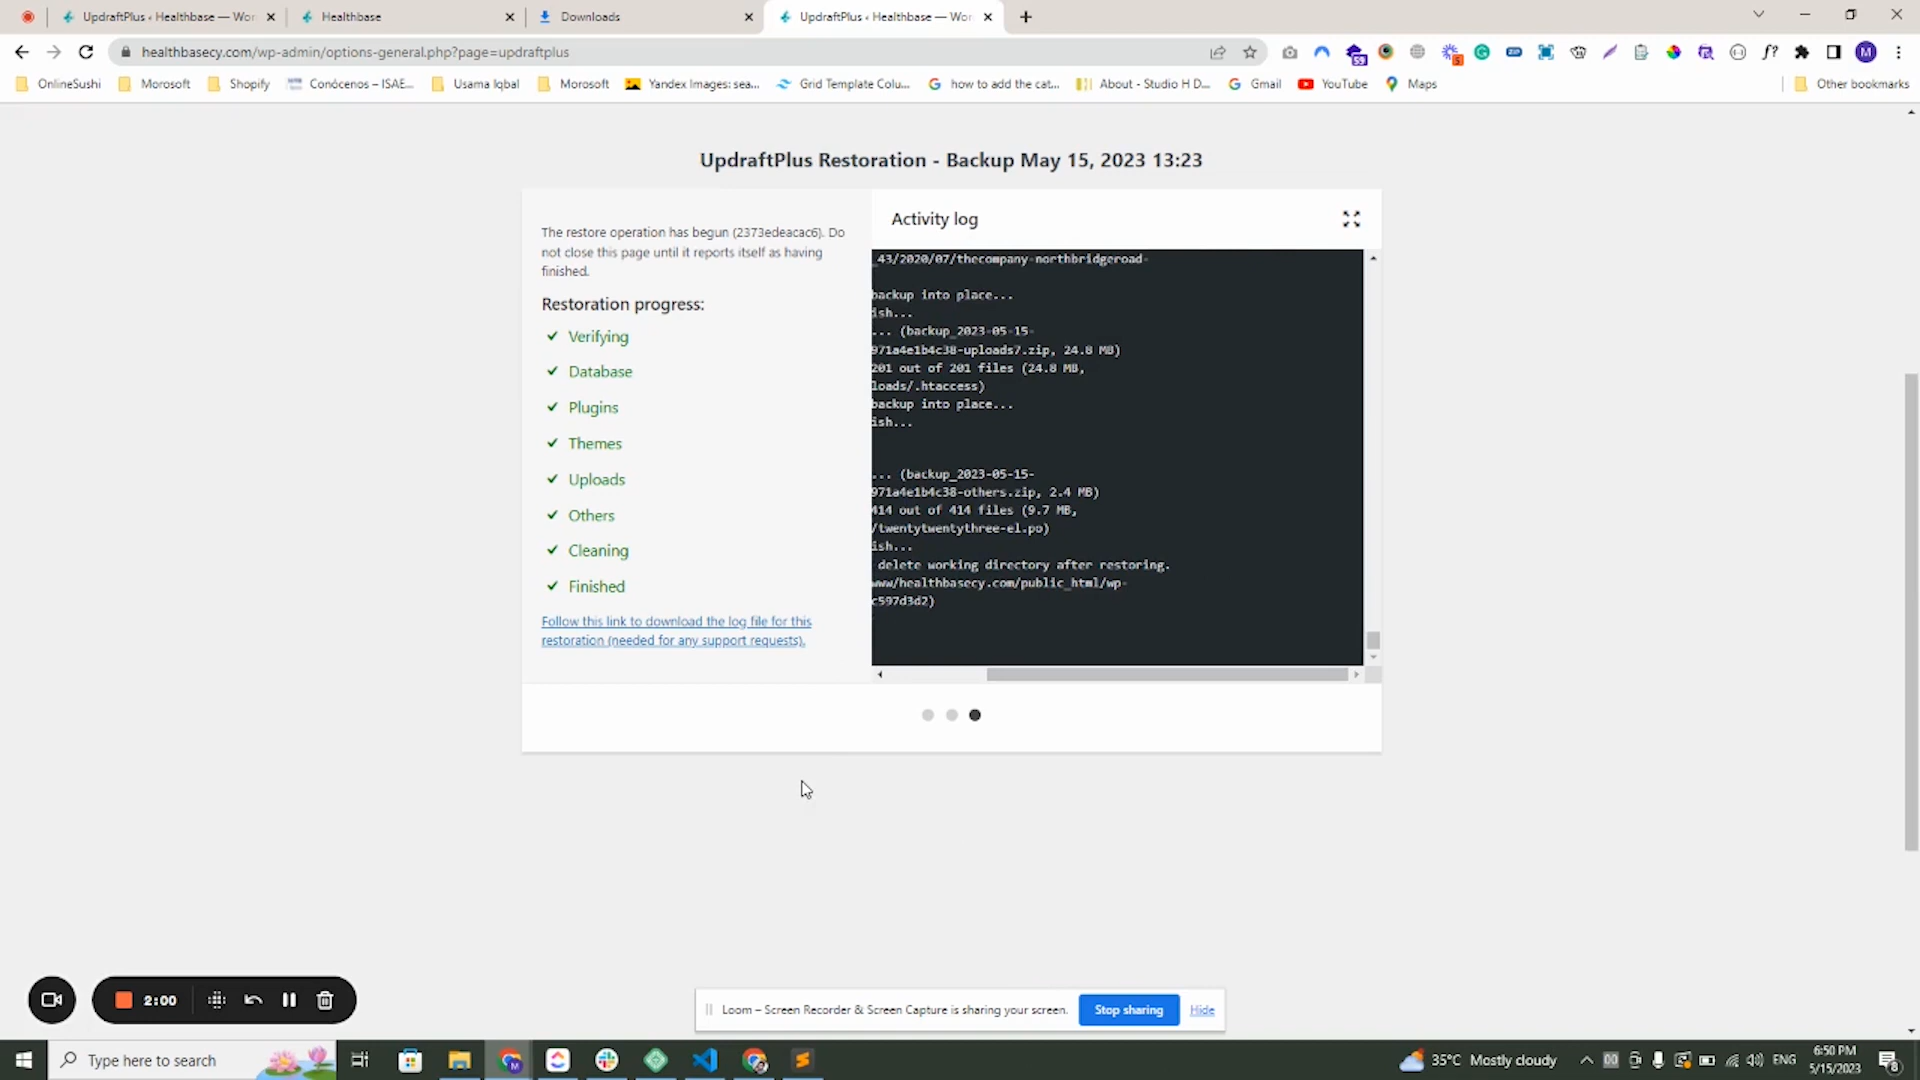 UpdraftPlus ‹ Healthbase — Wor
Healthbase
Downloads
UpdraftPlus ‹ Healthbase — Wor
healthbasecy.com/wp-admin/options-general.php?page=updraftplus
59
5
ZIP
f?
M
OnlineSushi
Morosoft
Shopify
Conócenos – ISAE...
Usama Iqbal
Morosoft
Yandex Images: sea...
Grid Template Colu...
how to add the cat...
About - Studio H D...
Gmail
YouTube
Maps
Other bookmarks
UpdraftPlus Restoration - Backup May 15, 2023 13:23
The restore operation has begun (2373edeacac6). Do
not close this page until it reports itself as having
finished.
Restoration progress:
Verifying
Database
Plugins
Themes
Uploads
Others
Cleaning
Finished
Follow this link to download the log file for this
restoration (needed for any support requests).
Activity log
_43/2020/07/thecompany-northbridgeroad-
backup into place...
ish...
... (backup_2023-05-15-
971a4e1b4c38-uploads7.zip, 24.8 MB)
201 out of 201 files (24.8 MB,
loads/.htaccess)
backup into place...
ish...
... (backup_2023-05-15-
971a4e1b4c38-others.zip, 2.4 MB)
414 out of 414 files (9.7 MB,
/twentytwentythree-el.po)
ish...
delete working directory after restoring.
www/healthbasecy.com/public_html/wp-
c597d3d2)
2:00
Loom – Screen Recorder & Screen Capture is sharing your screen.
Stop sharing
Hide
Type here to search
35°C Mostly cloudy
ENG
6:50 PM
5/15/2023
8